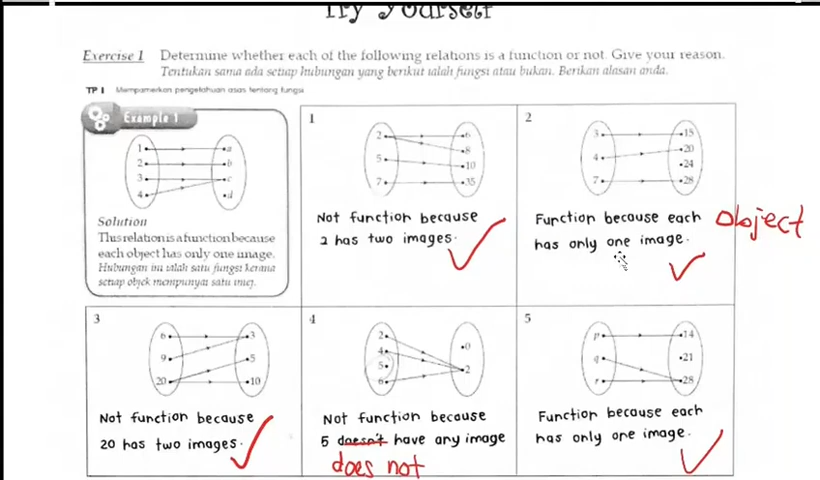 Try Yourself
Exercise 1 Determine whether each of the following relations is a function or not. Give your reason.
Tentukan sama ada setiap hubungan yang berikut ialah fungsi atau bukan. Berikan alasan anda.
TP 1 Mempamerkan pengetahuan asas tentang fungsi
Example 1
1 a
2 b
3 c
4 d
Solution
This relation is a function because
each object has only one image.
Hubungan ini ialah satu fungsi kerana
setiap objek mempunyai satu imej.
1
2 6
8
5 10
7 35
Not function because
2 has two images.
2
3 15
4 20
24
7 28
Function because each object
has only one image.
3
6 3
9 5
20 10
Not function because
20 has two images.
4
2 0
4
5 2
6
Not function because
5 doesn't have any image
does not
5
p 14
q 21
r 28
Function because each
has only one image.